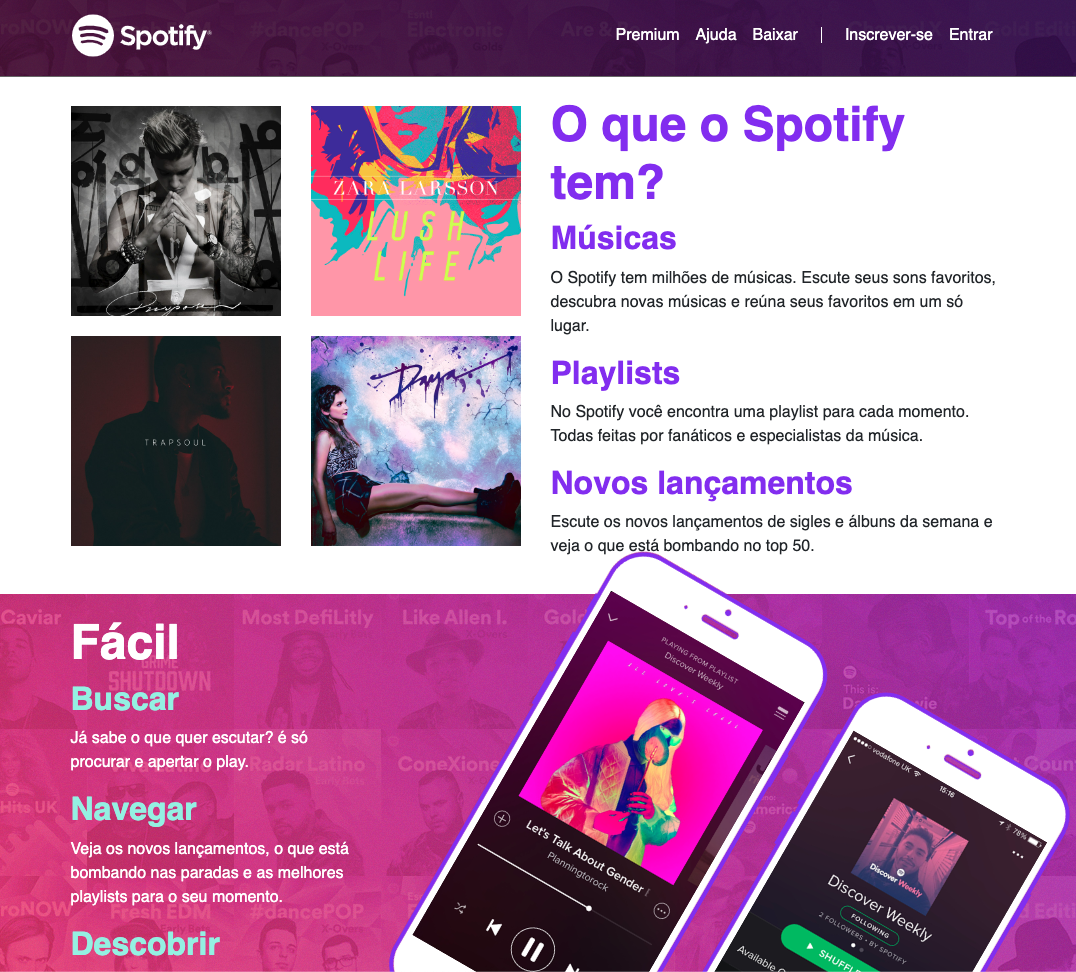 Spotify®
Premium Ajuda Baixar | Inscrever-se Entrar
#dancePOP
Electronic
Purpose
ZARA LARSSON
LUSH
LIFE
TRAPSOUL
Daya
O que o Spotify
tem?
Músicas
O Spotify tem milhões de músicas. Escute seus sons favoritos,
descubra novas músicas e reúna seus favoritos em um só
lugar.
Playlists
No Spotify você encontra uma playlist para cada momento.
Todas feitas por fanáticos e especialistas da música.
Novos lançamentos
Escute os novos lançamentos de sigles e álbuns da semana e
veja o que está bombando no top 50.
Caviar
Most DefiLitly
Like Allen I.
Top of the Ro
Fácil
GRIME
SHUTDOWN
Buscar
Já sabe o que quer escutar? é só
procurar e apertar o play.
Radar Latino
ConeXione
Hits UK
Navegar
Veja os novos lançamentos, o que está
bombando nas paradas e as melhores
playlists para o seu momento.
roNOW
Fresh EDM
#dancePOP
X-Overs
Descobrir
PLAYING FROM PLAYLIST
Discover Weekly
Let's Talk About Gender
Planningtorock
This is:
vodafone UK
15:16
78%
Discover Weekly
Discover Weekly
FOLLOWING
2 FOLLOWERS • BY SPOTIFY
SHUFFLE
Available